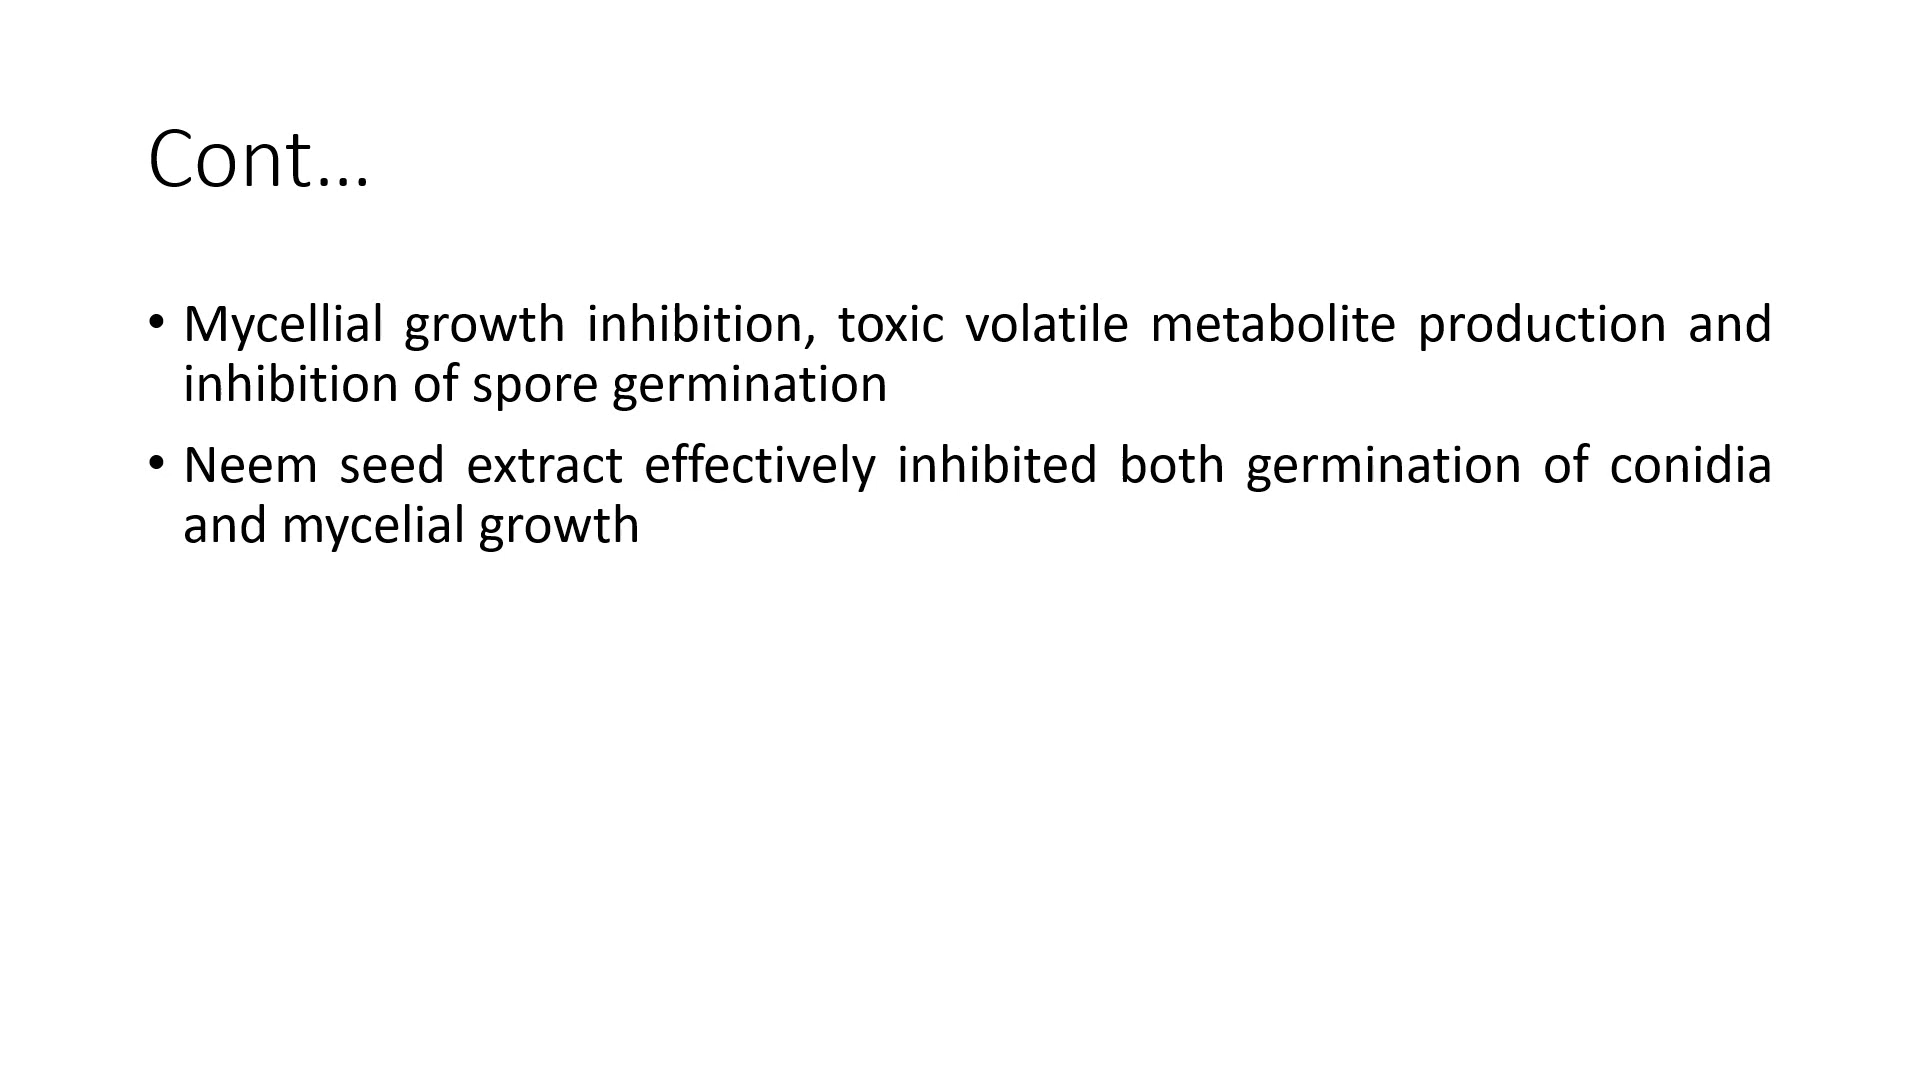 Cont…
• Mycellial growth inhibition, toxic volatile metabolite production and
inhibition of spore germination
• Neem seed extract effectively inhibited both germination of conidia
and mycelial growth